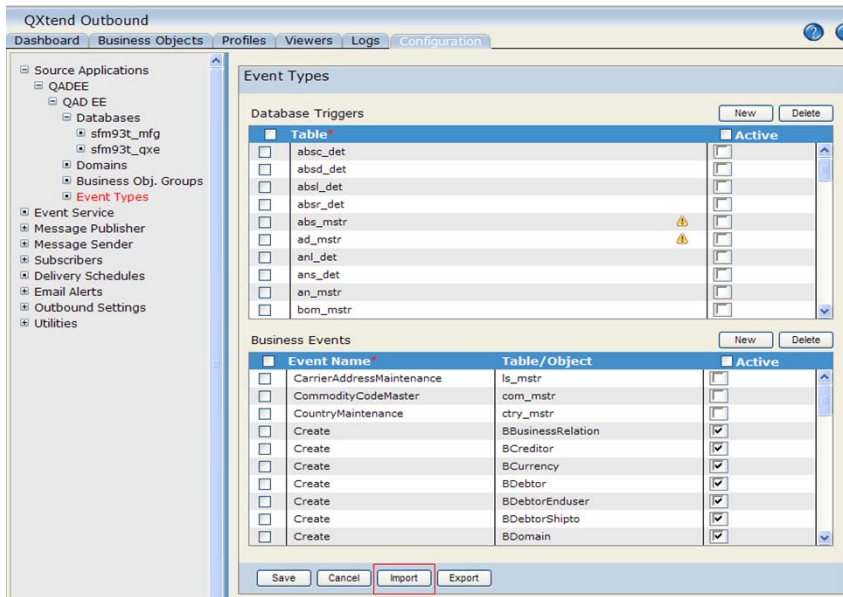 QXtend Outbound
Dashboard Business Objects Profiles Viewers Logs Configuration
Source Applications
QADEE
QAD EE
Databases
sfm93t_mfg
sfm93t_qxe
Domains
Business Obj. Groups
Event Types
Event Service
Message Publisher
Message Sender
Subscribers
Delivery Schedules
Email Alerts
Outbound Settings
Utilities
Event Types
Database Triggers New Delete
Table* Active
absc_det
absd_det
absl_det
absr_det
abs_mstr
ad_mstr
anl_det
ans_det
an_mstr
bom_mstr
Business Events New Delete
Event Name* Table/Object Active
CarrierAddressMaintenance ls_mstr
CommodityCodeMaster com_mstr
CountryMaintenance ctry_mstr
Create BBusinessRelation
Create BCreditor
Create BCurrency
Create BDebtor
Create BDebtorEnduser
Create BDebtorShipto
Create BDomain
Save Cancel Import Export